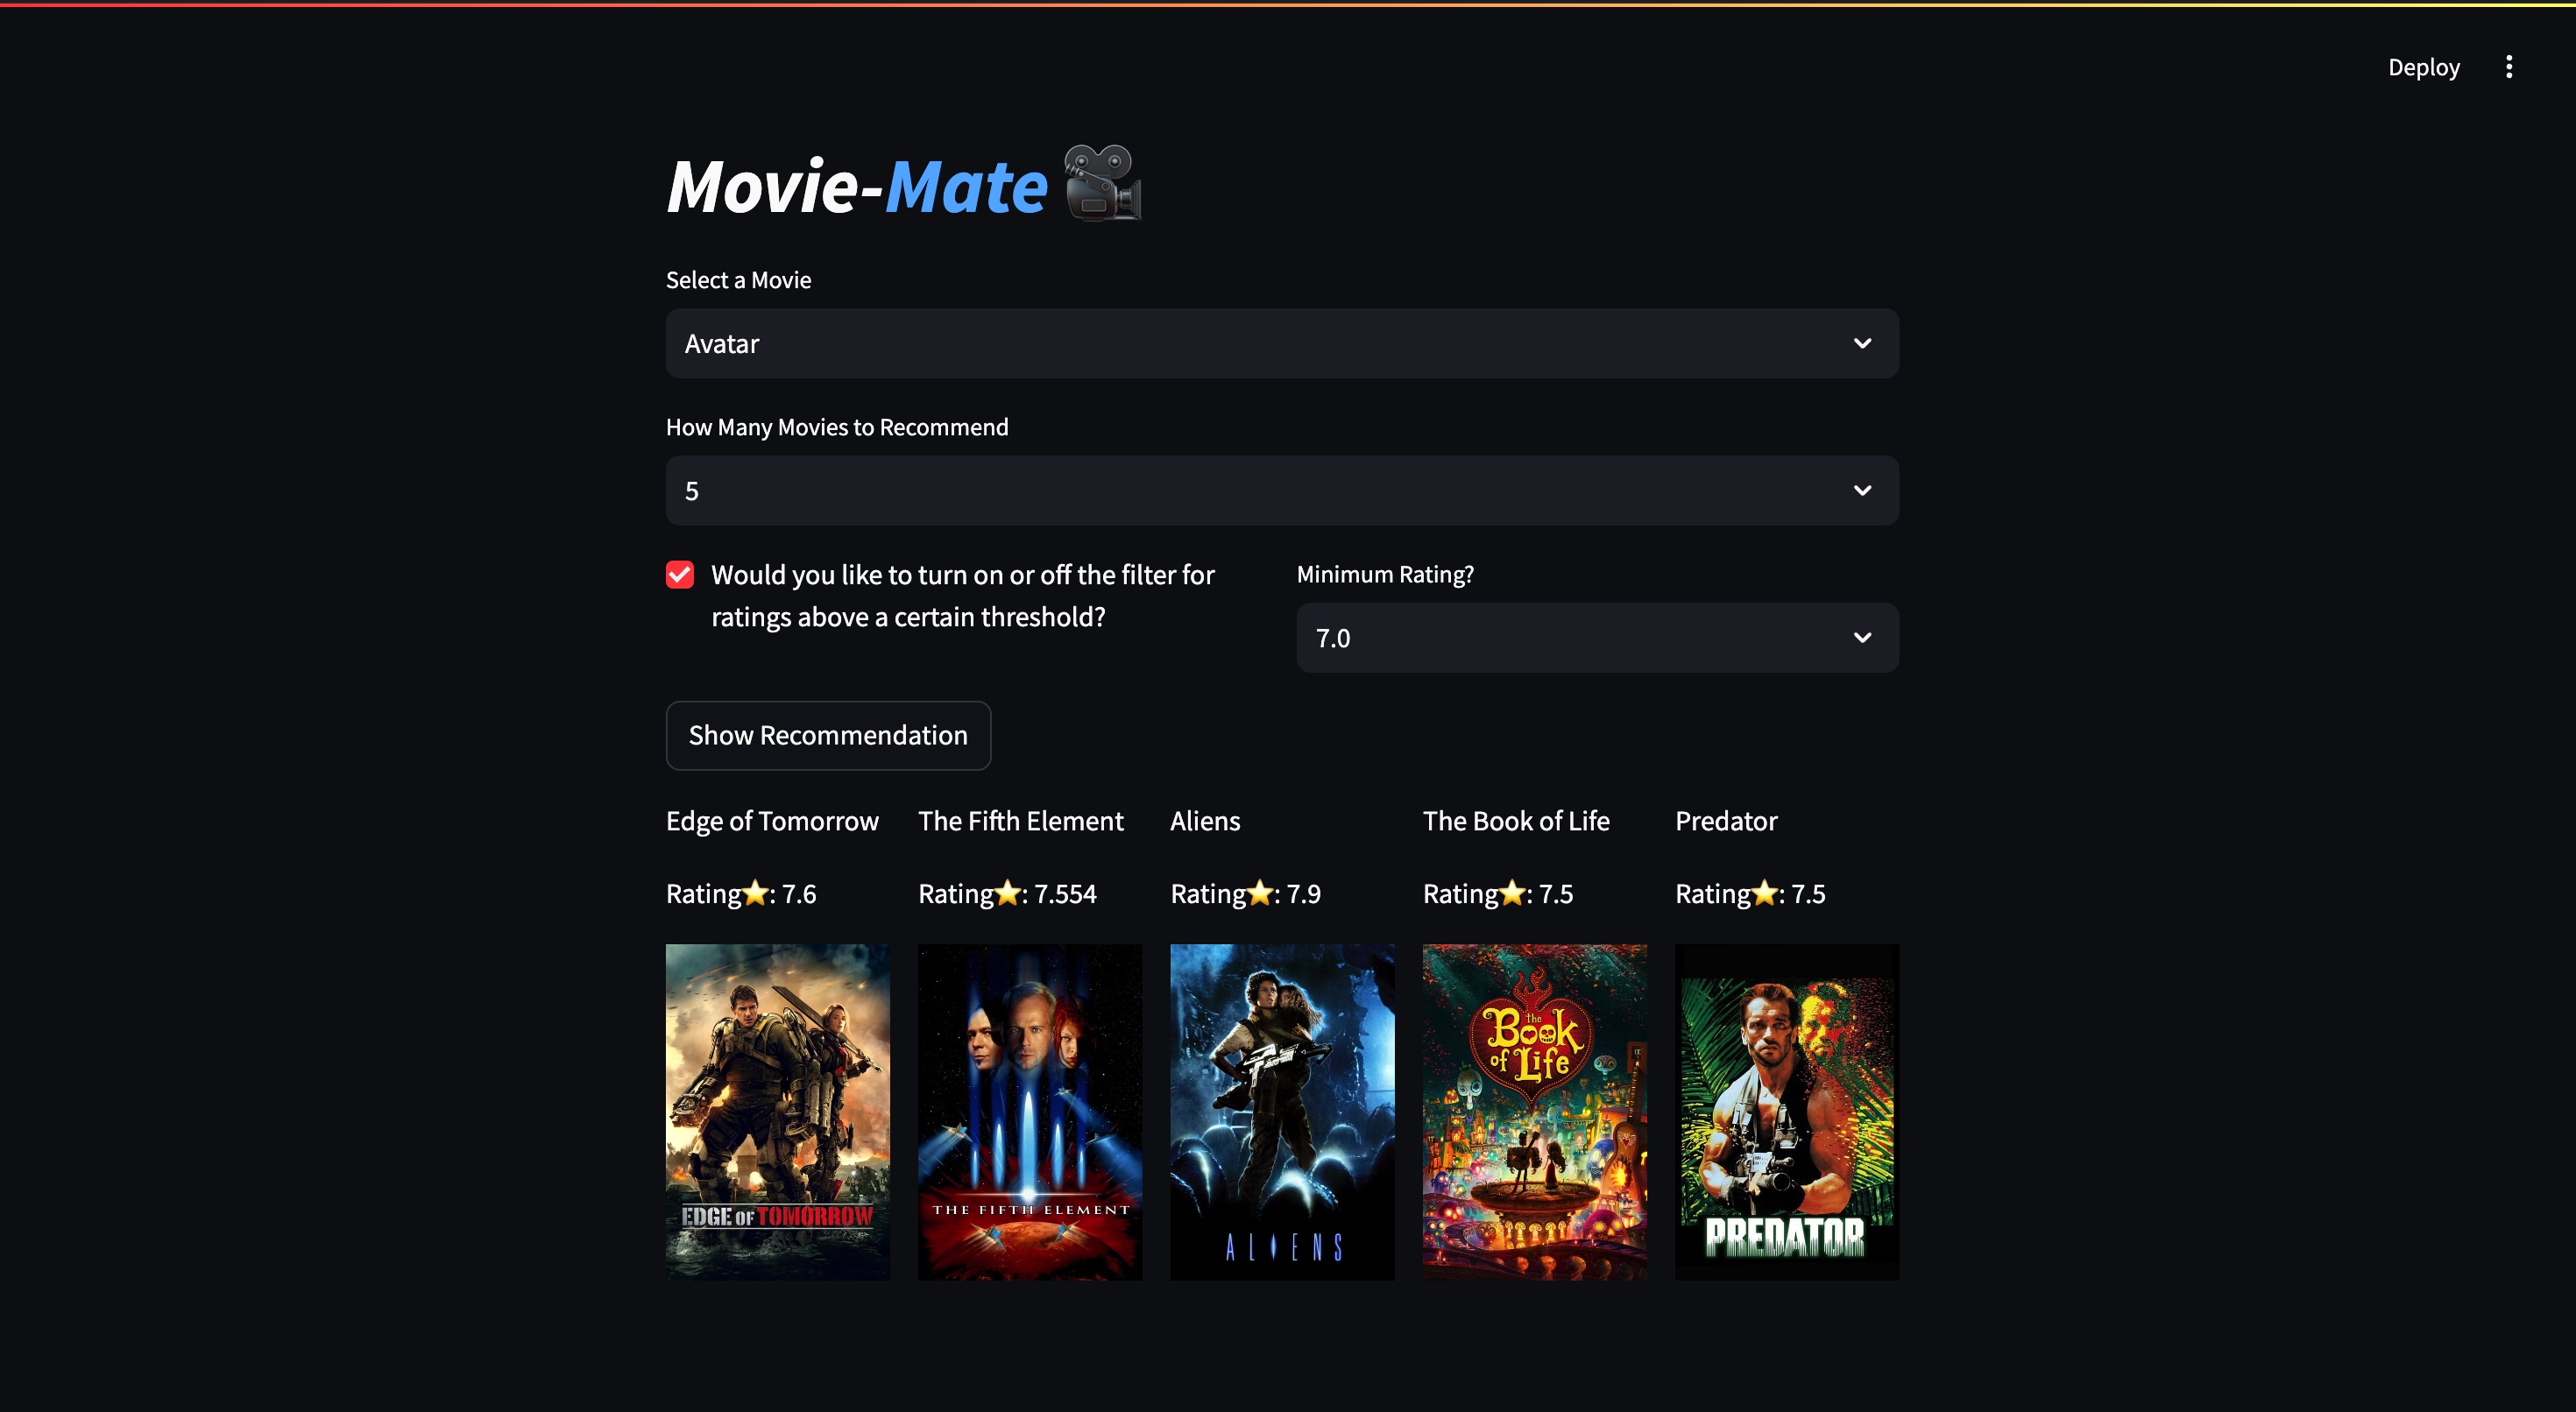 Deploy
Movie-Mate
Select a Movie
Avatar
How Many Movies to Recommend
5
Would you like to turn on or off the filter for
ratings above a certain threshold?
Minimum Rating?
7.0
Show Recommendation
Edge of Tomorrow
The Fifth Element
Aliens
The Book of Life
Predator
Rating⭐: 7.6
Rating⭐: 7.554
Rating⭐: 7.9
Rating⭐: 7.5
Rating⭐: 7.5
EDGE OF TOMORROW
THE FIFTH ELEMENT
ALIENS
the
Book
of Life
PREDATOR